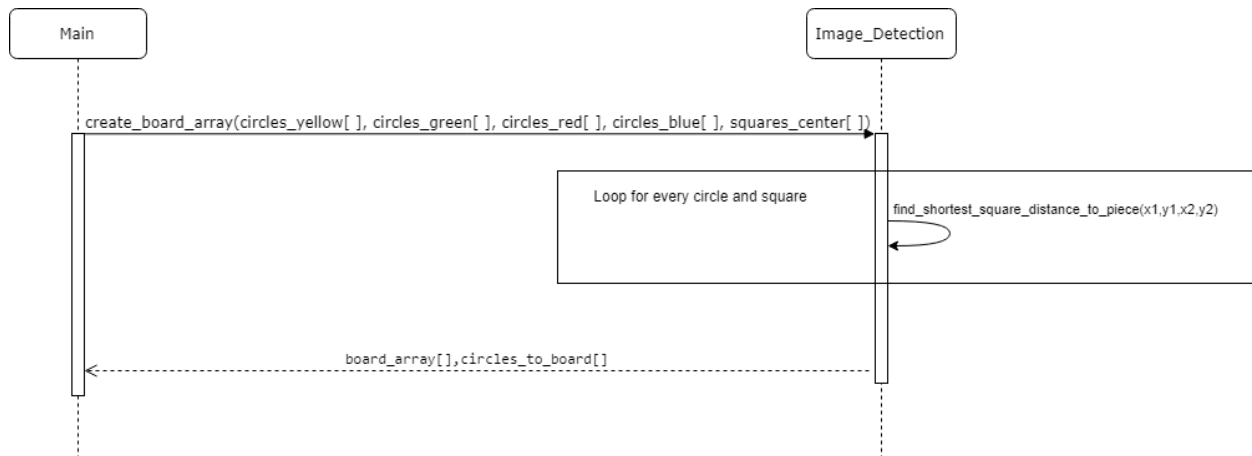 Main
Image_Detection
create_board_array(circles_yellow[ ], circles_green[ ], circles_red[ ], circles_blue[ ], squares_center[ ])
Loop for every circle and square
find_shortest_square_distance_to_piece(x1,y1,x2,y2)
board_array[],circles_to_board[]